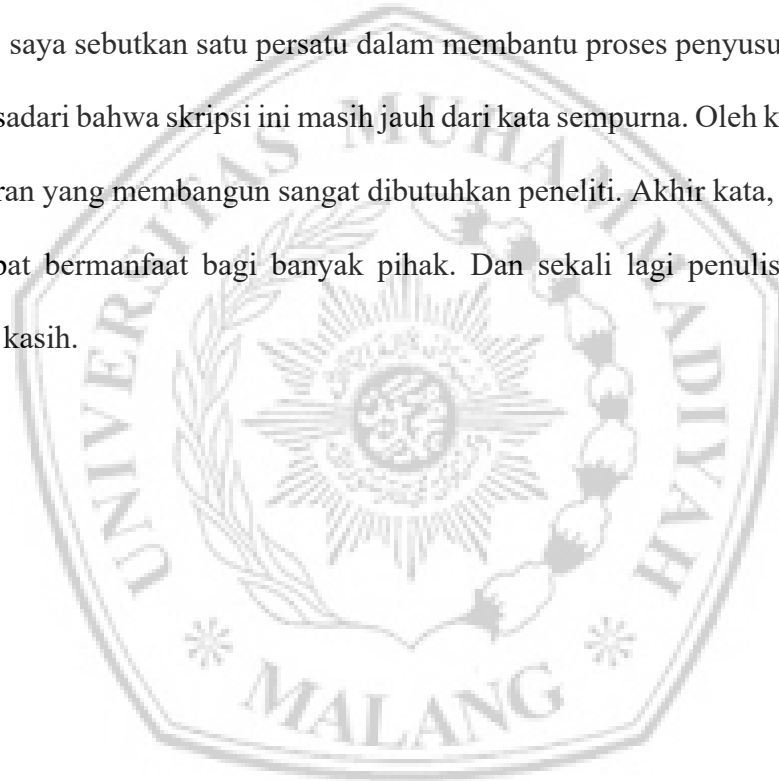 saya sebutkan satu persatu dalam membantu proses penyusu
sadari bahwa skripsi ini masih jauh dari kata sempurna. Oleh k
ran yang membangun sangat dibutuhkan peneliti. Akhir kata,
pat bermanfaat bagi banyak pihak. Dan sekali lagi penulis
kasih.
UNIVERSITAS MUHAMMADIYAH
MALANG